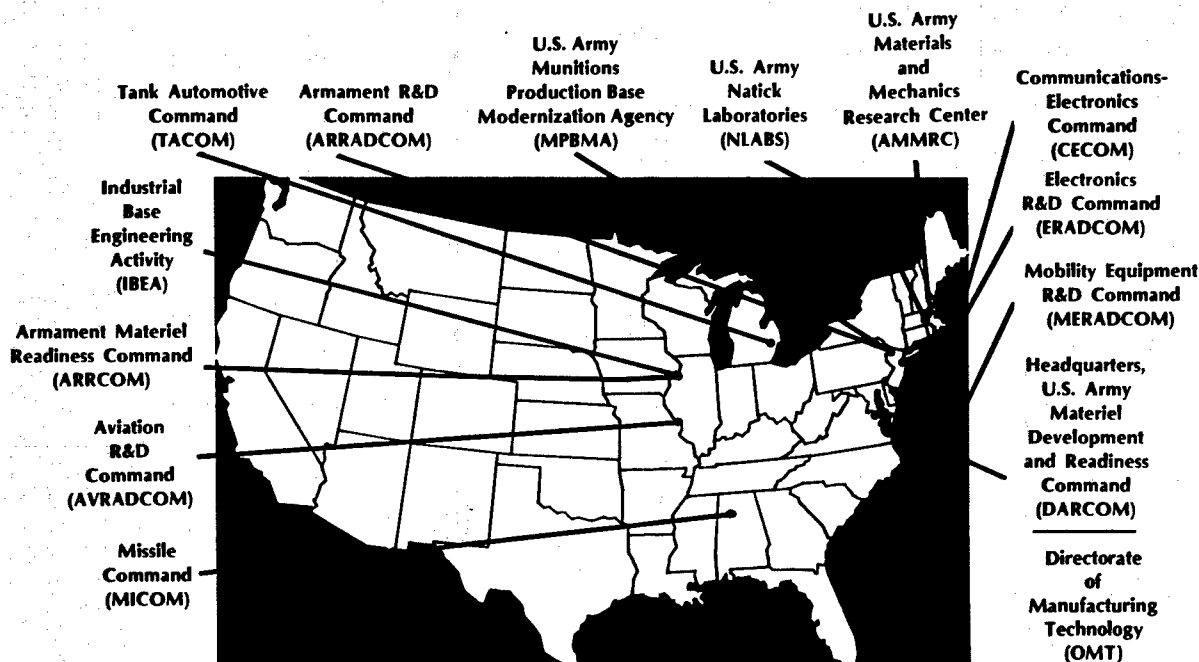 Tank Automotive
Command
(TACOM)
Armament R&D
Command
(ARRADCOM)
U.S. Army
Munitions
Production Base
Modernization Agency
(MPBMA)
U.S. Army
Natick
Laboratories
(NLABS)
U.S. Army
Materials
and
Mechanics
Research Center
(AMMRC)
Communications-
Electronics
Command
(CECOM)
Electronics
R&D Command
(ERADCOM)
Mobility Equipment
R&D Command
(MERADCOM)
Headquarters,
U.S. Army
Materiel
Development
and Readiness
Command
(DARCOM)
Directorate
of
Manufacturing
Technology
(OMT)
Industrial
Base
Engineering
Activity
(IBEA)
Armament Materiel
Readiness Command
(ARRCOM)
Aviation
R&D
Command
(AVRADCOM)
Missile
Command
(MICOM)